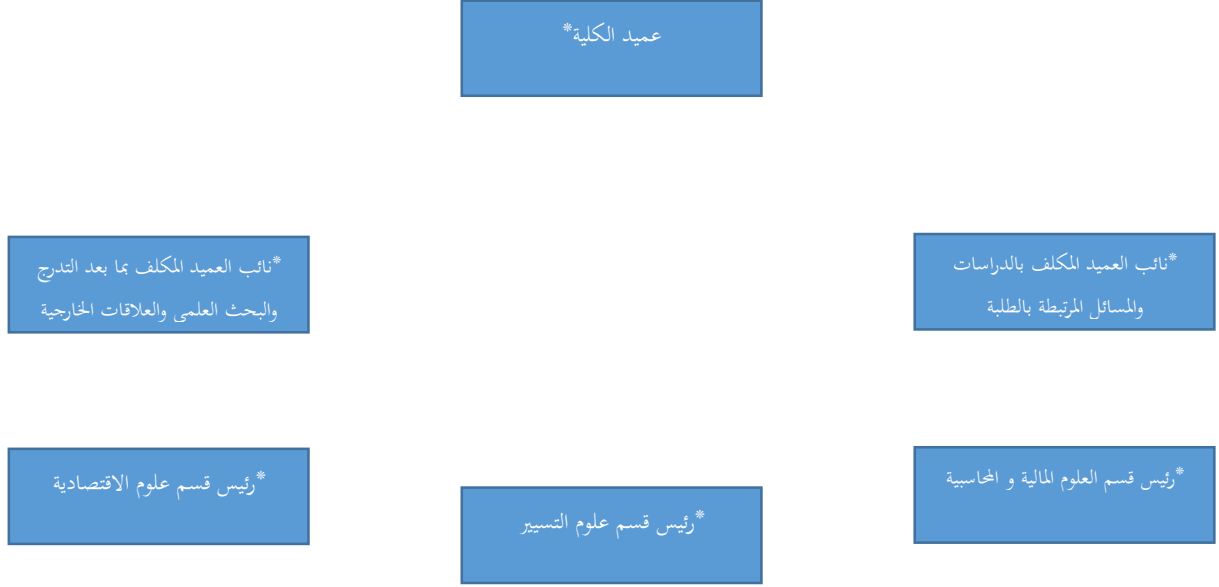 عميد الكلية*
*نائب العميد المكلف بالدراسات
والمسائل المرتبطة بالطلبة
*نائب العميد المكلف بما بعد التدرج
والبحث العلمي والعلاقات الخارجية
*رئيس قسم العلوم المالية و المحاسبية
*رئيس قسم علوم التسيير
*رئيس قسم علوم الاقتصادية